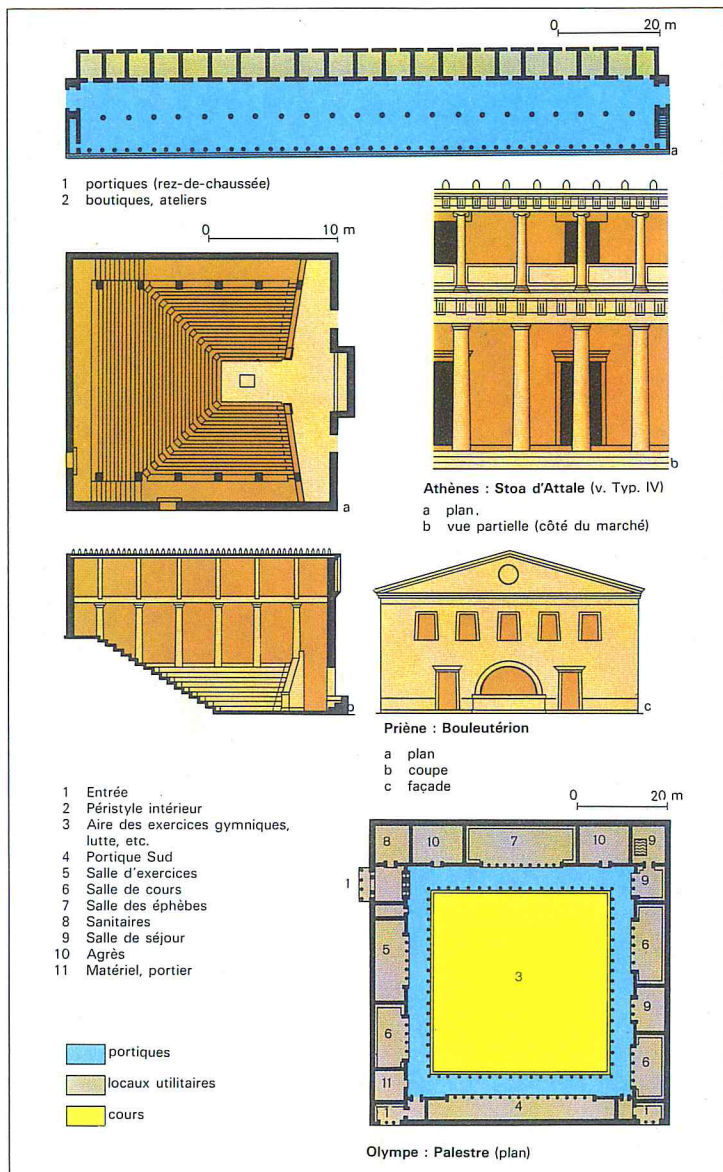 0 20 m
a
1 portiques (rez-de-chaussée)
2 boutiques, ateliers
0 10 m
a
b
Athènes : Stoa d'Attale (v. Typ. IV)
a plan.
b vue partielle (côté du marché)
b
c
Priène : Bouleutérion
a plan
b coupe
c façade
1 Entrée
2 Péristyle intérieur
3 Aire des exercices gymniques,
lutte, etc.
4 Portique Sud
5 Salle d'exercices
6 Salle de cours
7 Salle des éphèbes
8 Sanitaires
9 Salle de séjour
10 Agrès
11 Matériel, portier
portiques
locaux utilitaires
cours
0 20 m
8 10 7 10 9
1 9
5 6
3
6 9
11 6
1 4 1
Olympe : Palestre (plan)